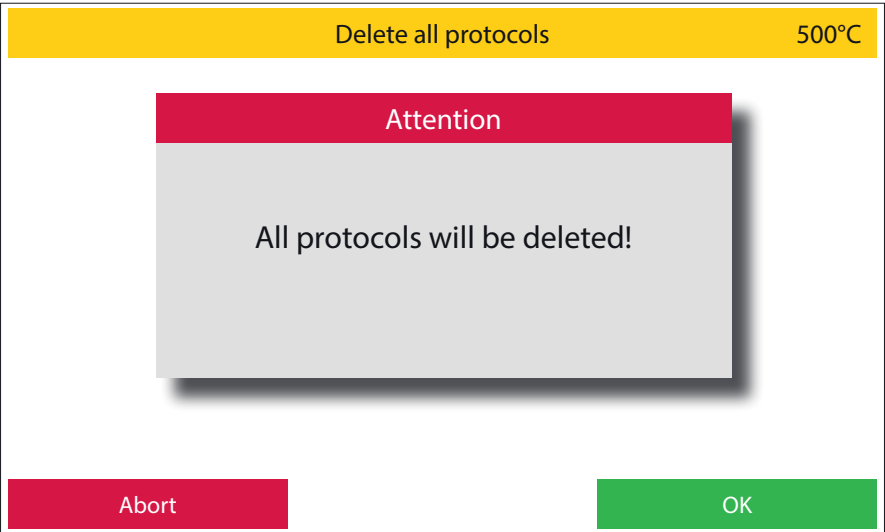 Delete all protocols 500°C
Attention
All protocols will be deleted!
Abort OK